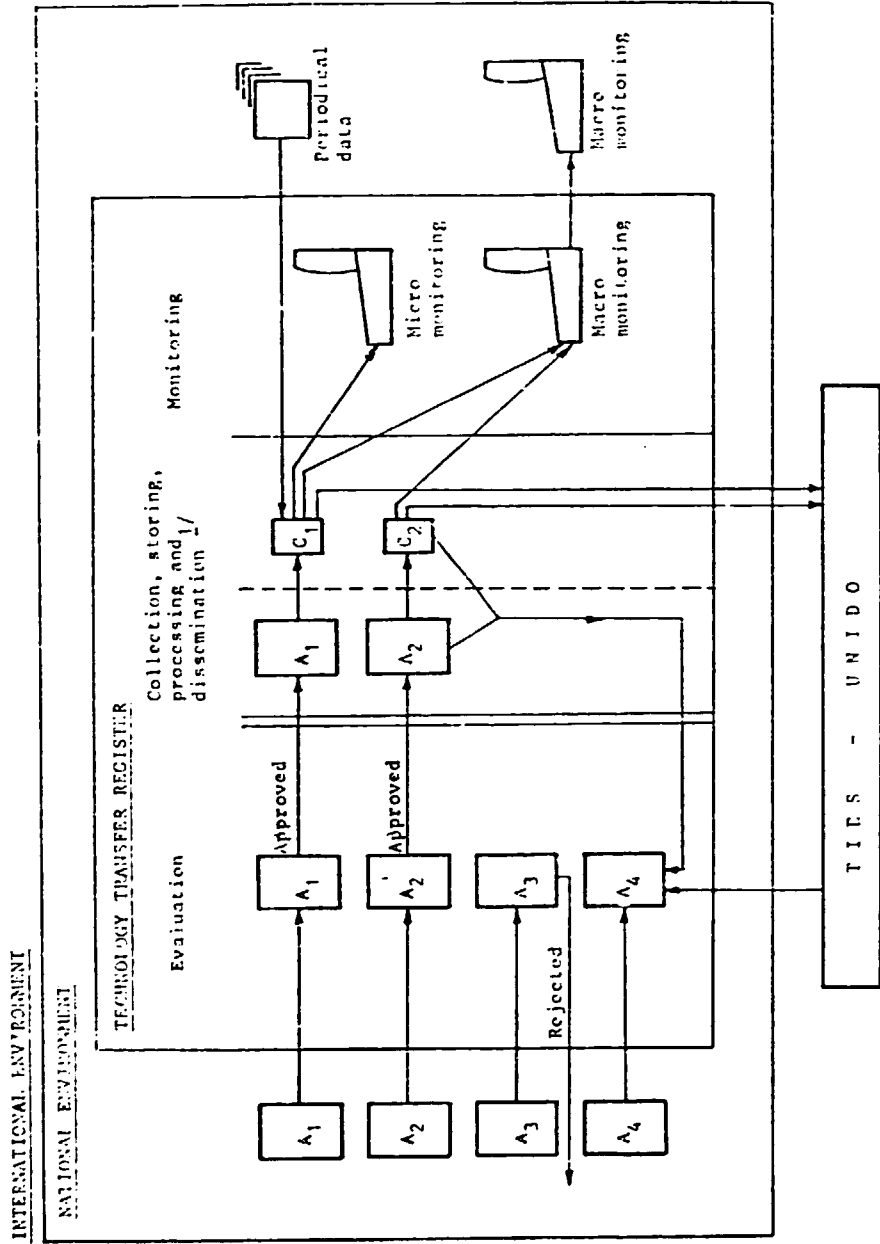 INTERNATIONAL ENVIRONMENT
NATIONAL ENVIRONMENT
TECHNOLOGY TRANSFER REGISTER
Evaluation
Collection, storing,
processing and 1/
dissemination
Monitoring
A1
A1
Approved
A1
C1
Periodical
data
Micro
monitoring
A2
A2
Approved
A2
C2
Macro
monitoring
Macro
monitoring
A3
A3
Rejected
A4
A4
TIES - UNIDO